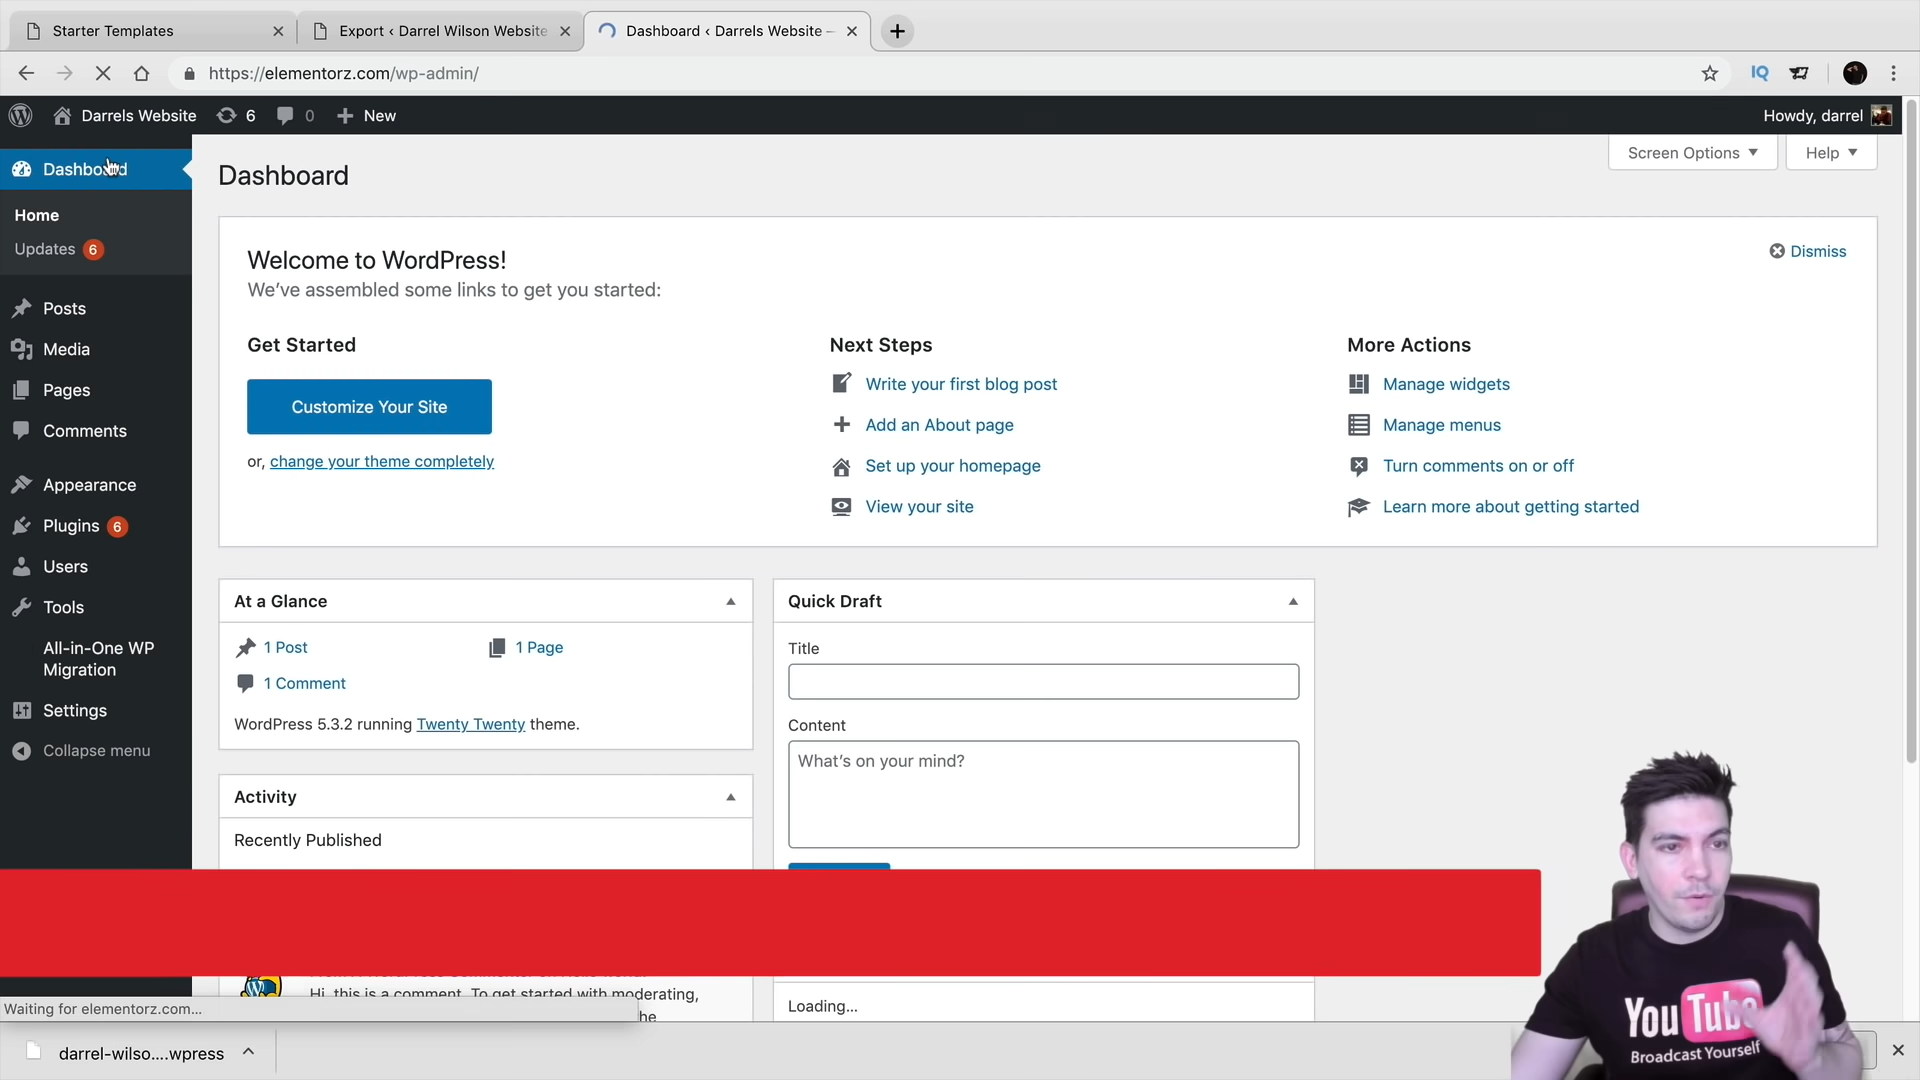 Starter Templates
Export ‹ Darrel Wilson Website
Dashboard ‹ Darrels Website —
https://elementorz.com/wp-admin/
IQ
Darrels Website 6 0 New
Howdy, darrel
Dashboard
Home
Updates 6
Posts
Media
Pages
Comments
Appearance
Plugins 6
Users
Tools
All-in-One WP
Migration
Settings
Collapse menu
Dashboard
Screen Options
Help
Welcome to WordPress!
We've assembled some links to get you started:
Dismiss
Get Started
Customize Your Site
or, change your theme completely
Next Steps
Write your first blog post
Add an About page
Set up your homepage
View your site
More Actions
Manage widgets
Manage menus
Turn comments on or off
Learn more about getting started
At a Glance
1 Post
1 Page
1 Comment
WordPress 5.3.2 running Twenty Twenty theme.
Activity
Recently Published
Hi, this is a comment. To get started with moderating,
he
Quick Draft
Title
Content
What's on your mind?
Loading...
Waiting for elementorz.com...
darrel-wilso....wpress
YouTube
Broadcast Yourself